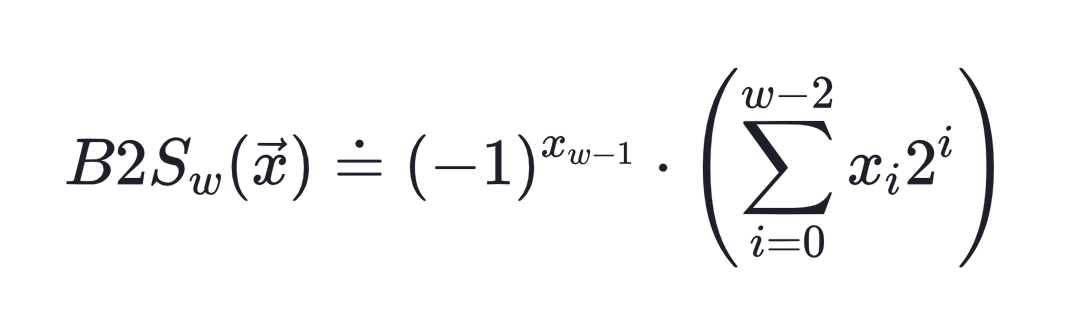 $B2S_w(\vec{x}) \doteq (-1)^{x_{w-1}} \cdot \left( \sum_{i=0}^{w-2} x_i 2^i \right)$